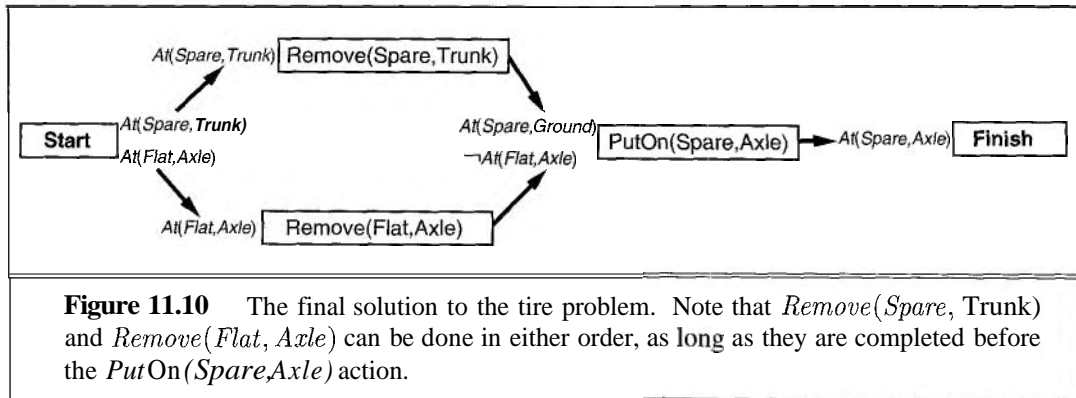 At(Spare,Trunk) Remove(Spare,Trunk)
Start At(Spare,Trunk)
At(Flat,Axle)
At(Spare,Ground)
¬At(Flat,Axle) PutOn(Spare,Axle) At(Spare,Axle) Finish
At(Flat,Axle) Remove(Flat,Axle)
Figure 11.10 The final solution to the tire problem. Note that Remove(Spare, Trunk)
and Remove(Flat, Axle) can be done in either order, as long as they are completed before
the PutOn(Spare,Axle) action.